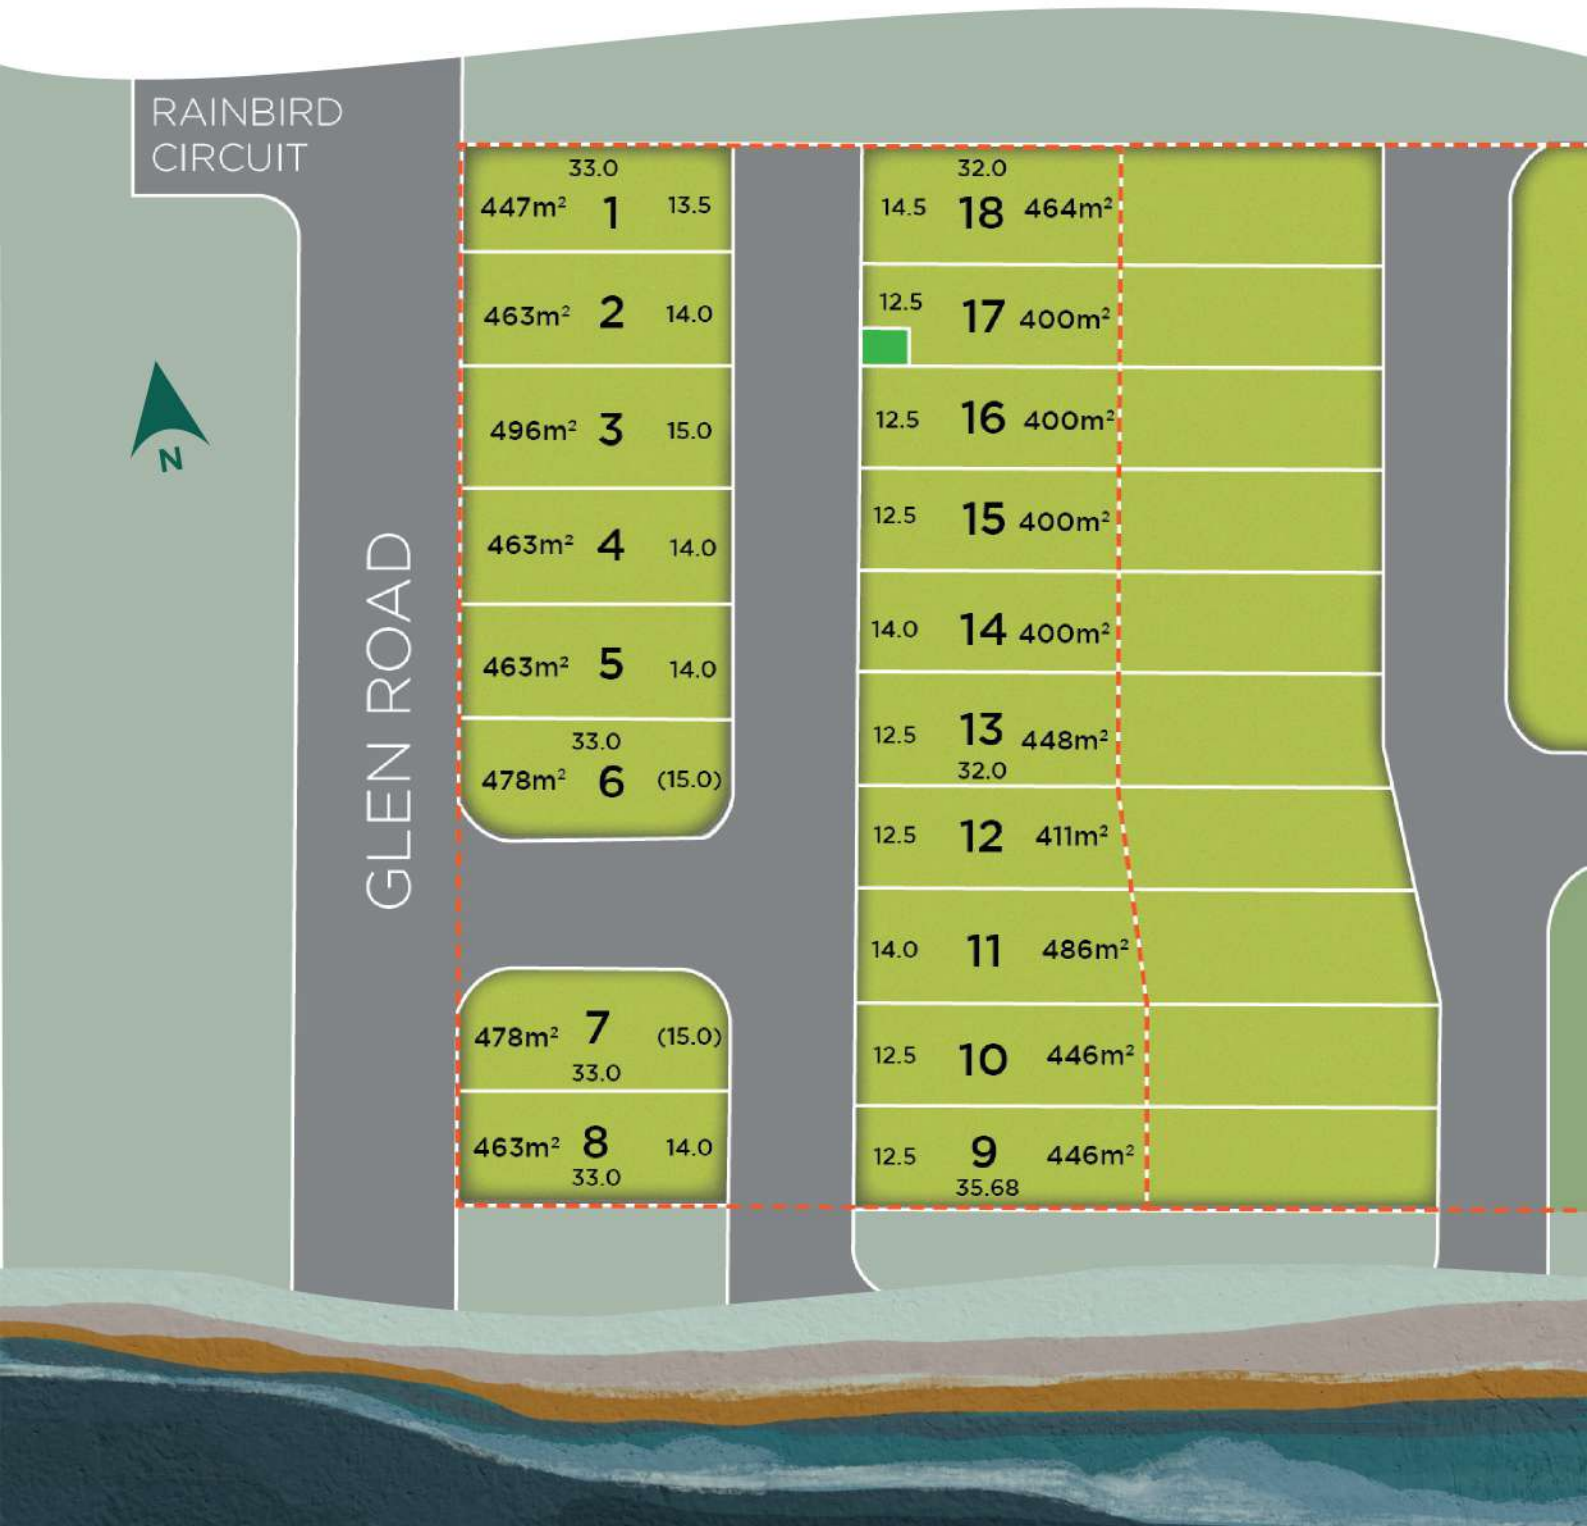 RAINBIRD
CIRCUIT
N
GLEN ROAD
33.0
447m² 1 13.5
463m² 2 14.0
496m² 3 15.0
463m² 4 14.0
463m² 5 14.0
33.0
478m² 6 (15.0)
478m² 7 (15.0)
33.0
463m² 8 14.0
33.0
32.0
14.5 18 464m²
12.5 17 400m²
12.5 16 400m²
12.5 15 400m²
14.0 14 400m²
12.5 13 448m²
32.0
12.5 12 411m²
14.0 11 486m²
12.5 10 446m²
12.5 9 446m²
35.68